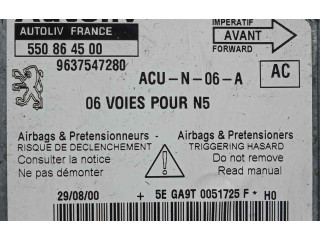 Autoliv
AUTOLIV FRANCE
550 86 45 00
9637547280
IMPERATIF
AVANT
FORWARD
ACU-N-06-A
AC
06 VOIES POUR N5
Airbags & Pretensionneurs
RISQUE DE DECLENCHEMENT
Consulter la notice
Ne pas démonter
Airbags & Pretensioners
TRIGGERING HASARD
Do not remove
Read manual
29/08/00 + 5E GA9T 0051725 F * H0